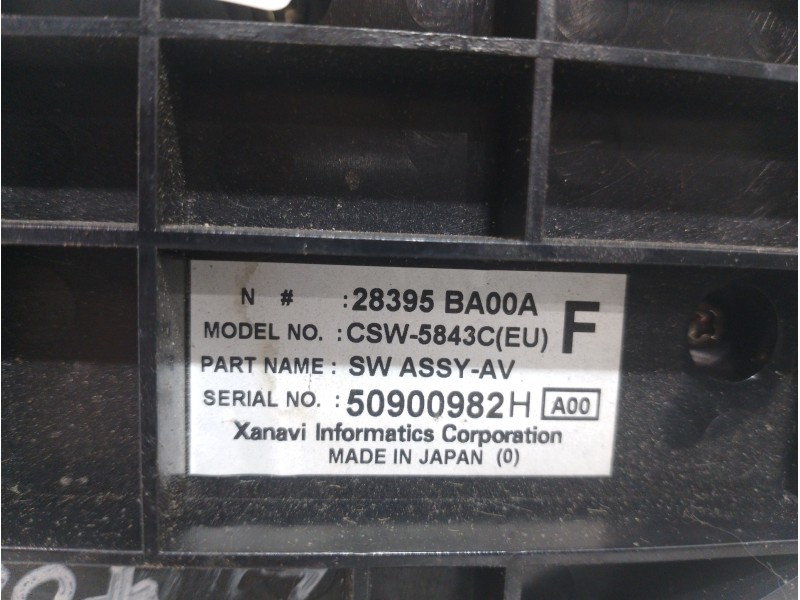 N # : 28395 BA00A
MODEL NO. : CSW-5843C(EU) F
PART NAME : SW ASSY-AV
SERIAL NO. : 50900982H A00
Xanavi Informatics Corporation
MADE IN JAPAN (0)